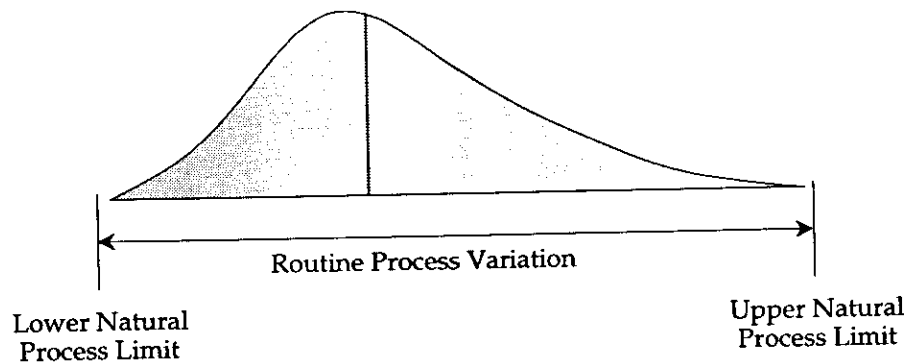 Routine Process Variation
Lower Natural
Process Limit
Upper Natural
Process Limit